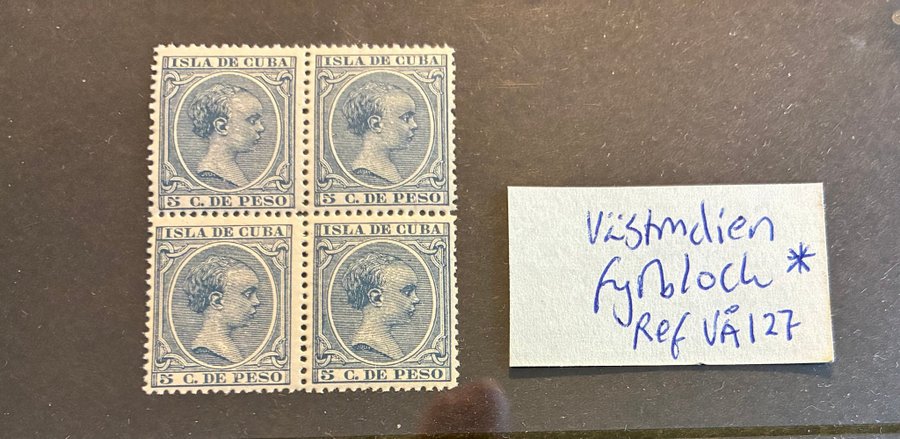 ISLA DE CUBA ISLA DE CUBA
5 C. DE PESO 5 C. DE PESO
ISLA DE CUBA ISLA DE CUBA
5 C. DE PESO 5 C. DE PESO
Västindien
fyrblock *
Ref VÅ127